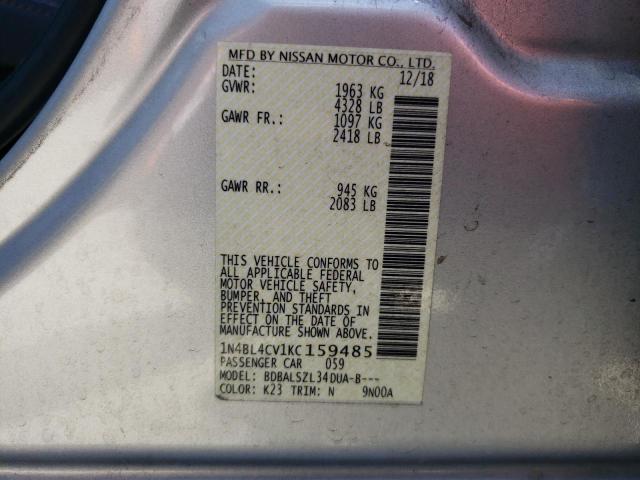 MFD BY NISSAN MOTOR CO., LTD.
DATE: 12/18
GVWR: 1963 KG
4328 LB
GAWR FR.: 1097 KG
2418 LB
GAWR RR.: 945 KG
2083 LB
THIS VEHICLE CONFORMS TO
ALL APPLICABLE FEDERAL
MOTOR VEHICLE SAFETY,
BUMPER, AND THEFT
PREVENTION STANDARDS
IN EFFECT ON THE DATE OF
MANUFACTURE SHOWN ABOVE.
1N4BL4CV1KC159485
PASSENGER CAR 059
MODEL: BDBALSZL34DUA-B---
COLOR: K23 TRIM: N 9N00A